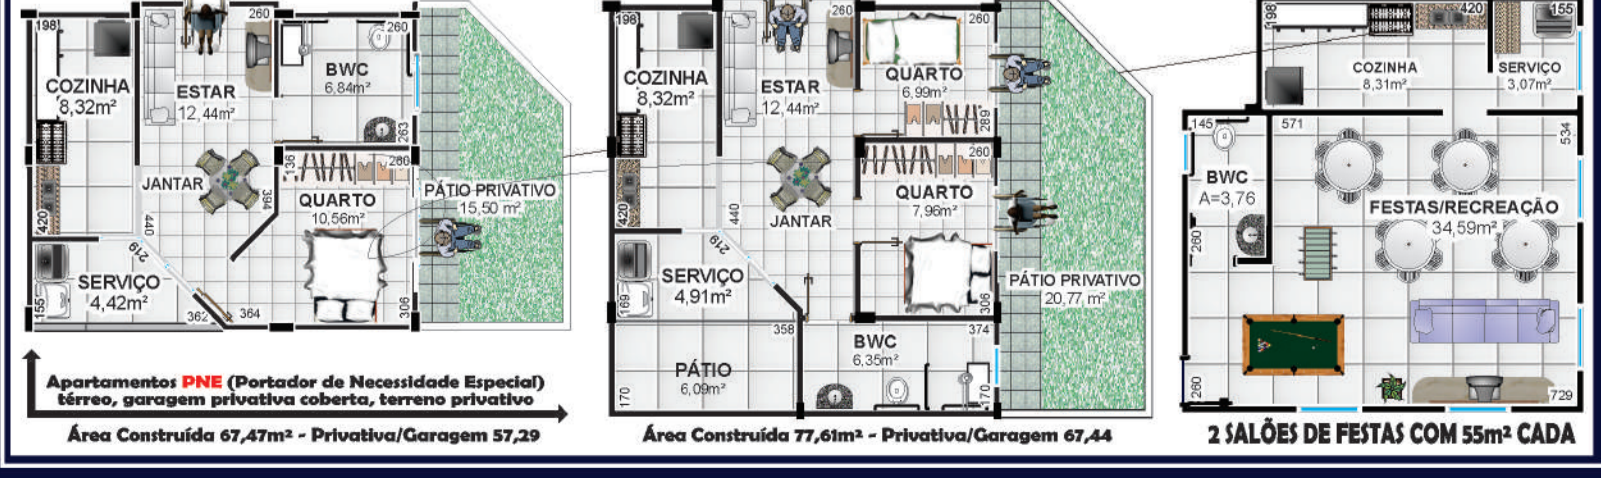 198
260
260
COZINHA
8,32m²
ESTAR
12,44m²
BWC
6,84m²
263
136
260
JANTAR
394
QUARTO
10,56m²
PÁTIO PRIVATIVO
15,50 m²
420
440
219
SERVIÇO
4,42m²
155
362
364
306
Apartamentos PNE (Portador de Necessidade Especial)
térreo, garagem privativa coberta, terreno privativo
Área Construída 67,47m² - Privativa/Garagem 57,29
198
260
260
COZINHA
8,32m²
ESTAR
12,44m²
QUARTO
6,99m²
289
260
QUARTO
7,96m²
JANTAR
420
440
219
SERVIÇO
4,91m²
169
306
PÁTIO PRIVATIVO
20,77 m²
358
374
PÁTIO
6,09m²
BWC
6,35m²
170
170
Área Construída 77,61m² - Privativa/Garagem 67,44
198
420
155
COZINHA
8,31m²
SERVIÇO
3,07m²
145
571
534
BWC
A=3,76
FESTAS/RECREAÇÃO
34,59m²
260
260
729
2 SALÕES DE FESTAS COM 55m² CADA